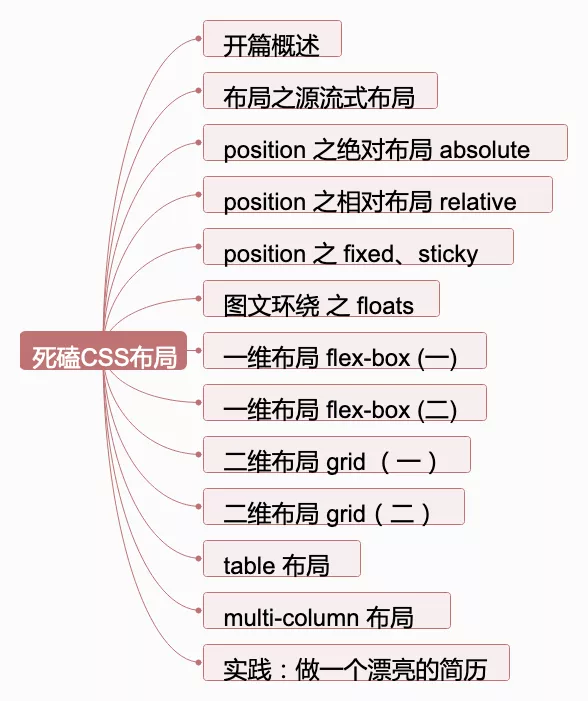 开篇概述
布局之源流式布局
position 之绝对布局 absolute
position 之相对布局 relative
position 之 fixed、sticky
图文环绕 之 floats
死磕CSS布局
一维布局 flex-box (一)
一维布局 flex-box (二)
二维布局 grid （一）
二维布局 grid（二）
table 布局
multi-column 布局
实践：做一个漂亮的简历